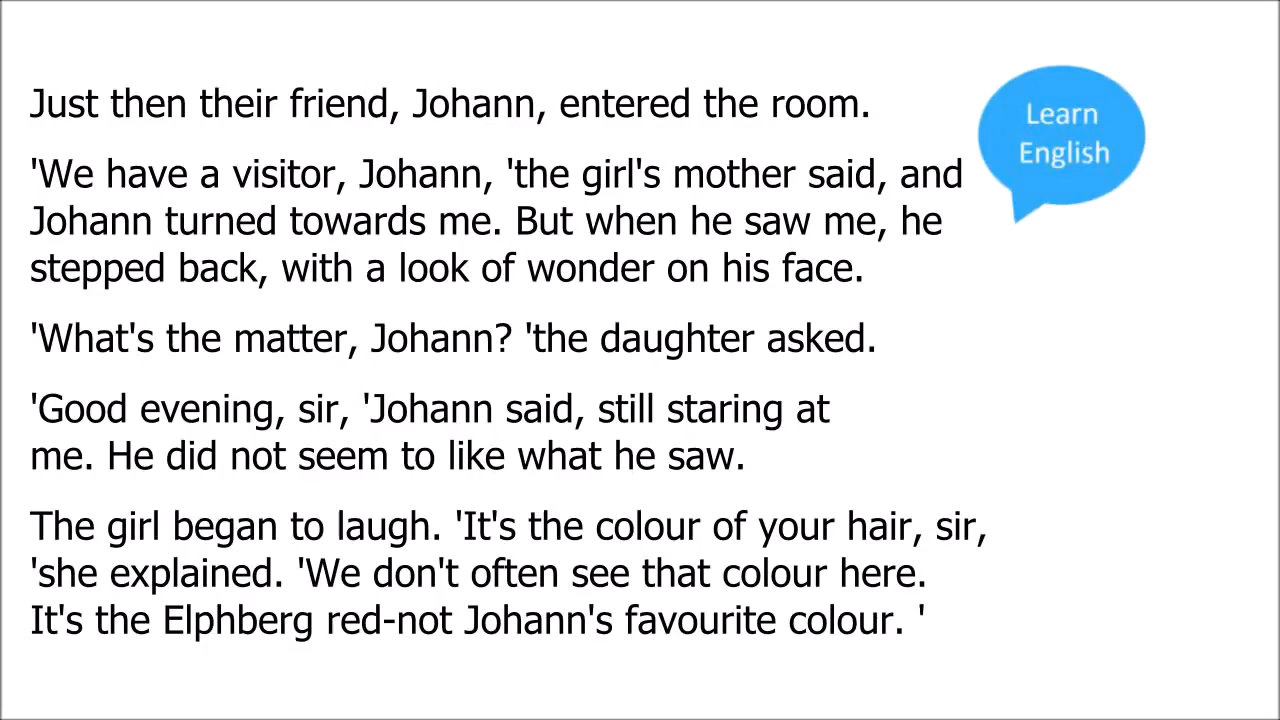 Just then their friend, Johann, entered the room.
Learn
English
'We have a visitor, Johann, 'the girl's mother said, and
Johann turned towards me. But when he saw me, he
stepped back, with a look of wonder on his face.
'What's the matter, Johann? 'the daughter asked.
'Good evening, sir, 'Johann said, still staring at
me. He did not seem to like what he saw.
The girl began to laugh. 'It's the colour of your hair, sir,
'she explained. 'We don't often see that colour here.
It's the Elphberg red-not Johann's favourite colour. '